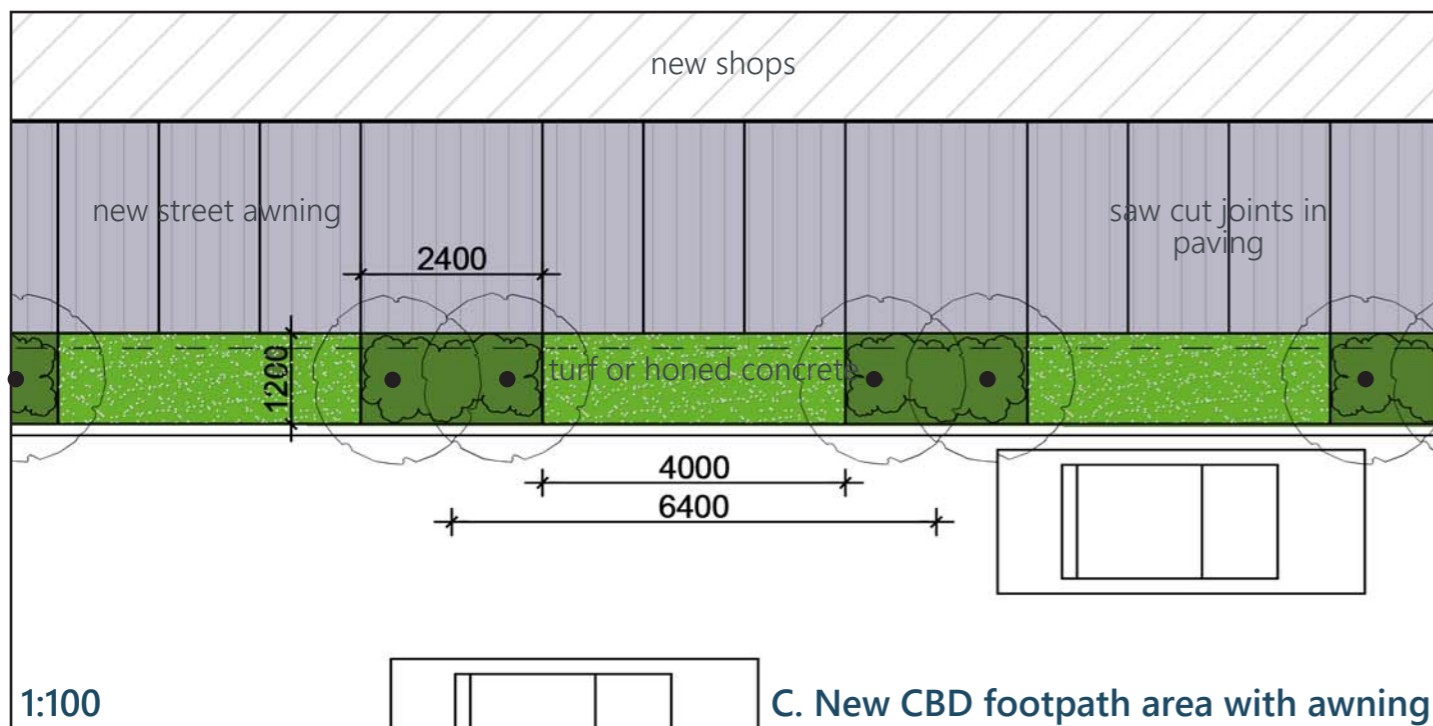 new shops
new street awning
saw cut joints in
paving
2400
1200
turf or honed concrete
4000
6400
1:100
C. New CBD footpath area with awning